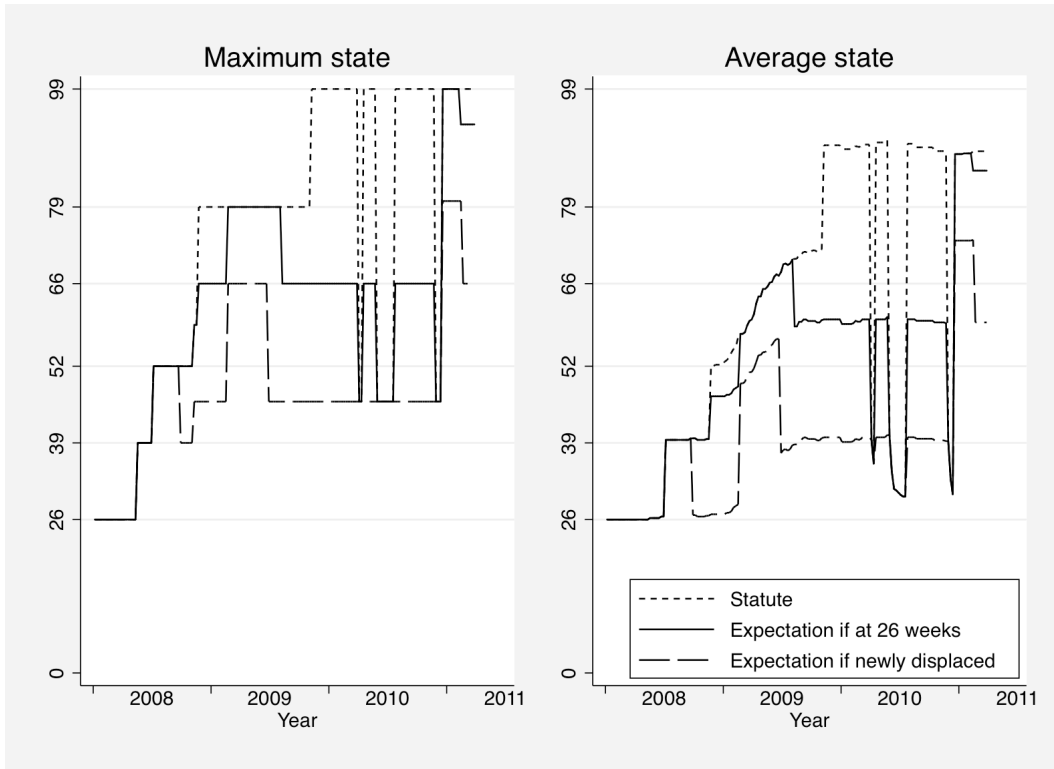 Maximum state
99
79
66
52
39
26
0
2008 2009 2010 2011
Year
Average state
99
79
66
52
39
26
0
Statute
Expectation if at 26 weeks
Expectation if newly displaced
2008 2009 2010 2011
Year